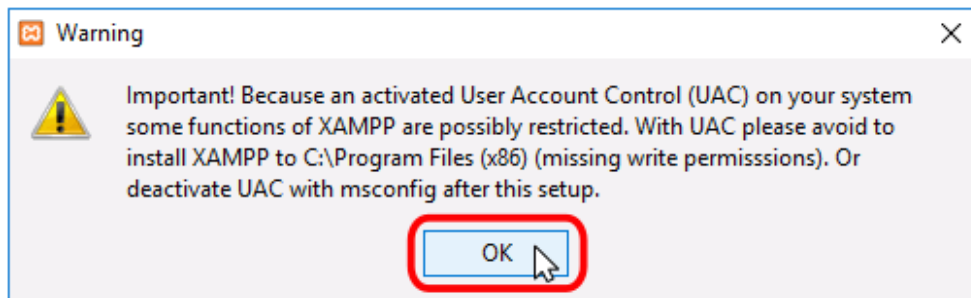 Warning
Important! Because an activated User Account Control (UAC) on your system
some functions of XAMPP are possibly restricted. With UAC please avoid to
install XAMPP to C:\Program Files (x86) (missing write permisssions). Or
deactivate UAC with msconfig after this setup.
OK